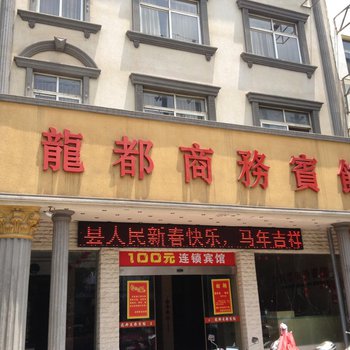 龍都商務賓館
县人民新春快乐，马年吉祥
100元 连锁宾馆